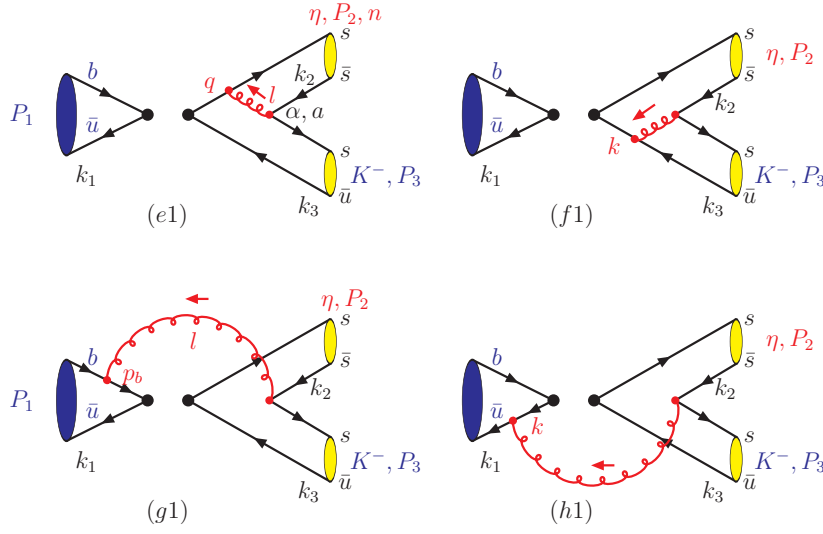 η, P₂, n
b
s
s̄
k₂
q
l
α, a
P₁
ū
s
K⁻, P₃
k₁
k₃
ū
(e1)
b
s
η, P₂
s̄
k₂
P₁
ū
k
s
K⁻, P₃
k₁
k₃
ū
(f1)
η, P₂
l
b
s
s̄
p_b
k₂
P₁
ū
s
K⁻, P₃
k₁
k₃
ū
(g1)
b
s
η, P₂
s̄
k₂
P₁
ū
k
s
K⁻, P₃
k₁
k₃
ū
(h1)